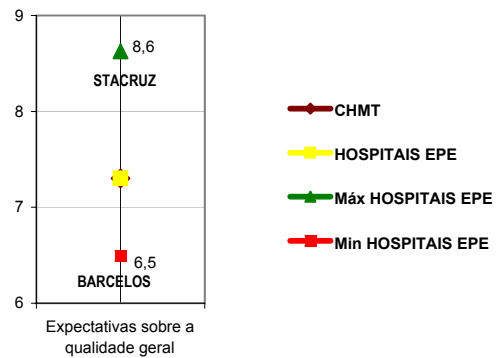 9
8,6
STACRUZ
8
7
6,5
BARCELOS
6
Expectativas sobre a
qualidade geral
CHMT
HOSPITAIS EPE
Máx HOSPITAIS EPE
Min HOSPITAIS EPE